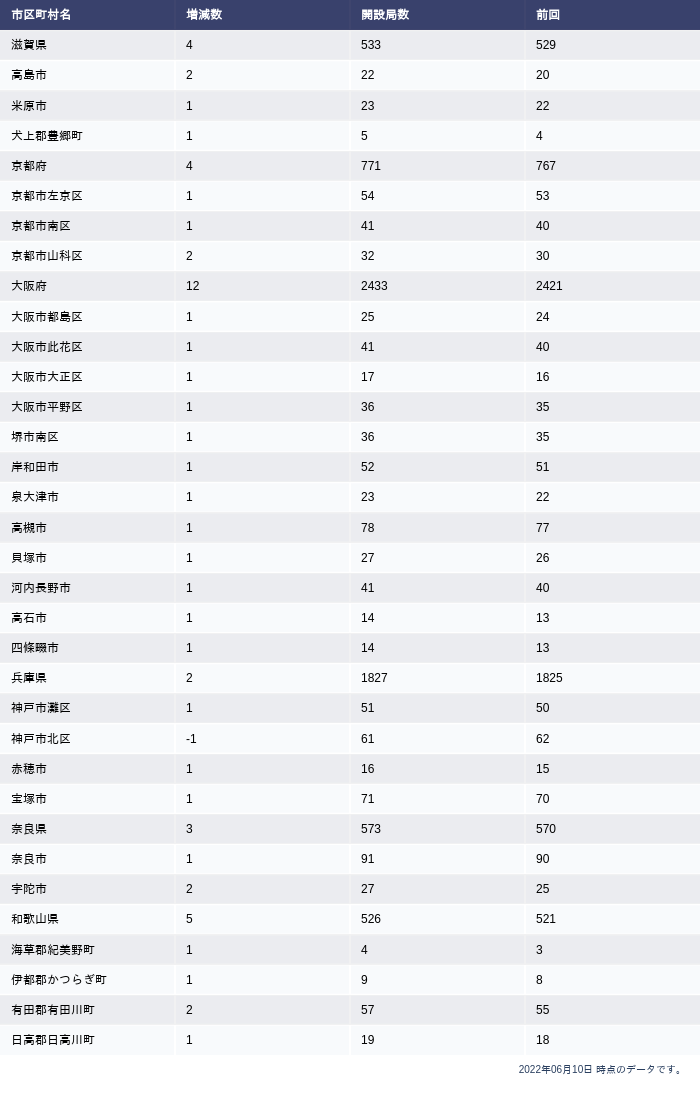 市区町村名 増減数 開設局数 前回
滋賀県 4 533 529
高島市 2 22 20
米原市 1 23 22
犬上郡豊郷町 1 5 4
京都府 4 771 767
京都市左京区 1 54 53
京都市南区 1 41 40
京都市山科区 2 32 30
大阪府 12 2433 2421
大阪市都島区 1 25 24
大阪市此花区 1 41 40
大阪市大正区 1 17 16
大阪市平野区 1 36 35
堺市南区 1 36 35
岸和田市 1 52 51
泉大津市 1 23 22
高槻市 1 78 77
貝塚市 1 27 26
河内長野市 1 41 40
高石市 1 14 13
四條畷市 1 14 13
兵庫県 2 1827 1825
神戸市灘区 1 51 50
神戸市北区 -1 61 62
赤穂市 1 16 15
宝塚市 1 71 70
奈良県 3 573 570
奈良市 1 91 90
宇陀市 2 27 25
和歌山県 5 526 521
海草郡紀美野町 1 4 3
伊都郡かつらぎ町 1 9 8
有田郡有田川町 2 57 55
日高郡日高川町 1 19 18
2022年06月10日 時点のデータです。